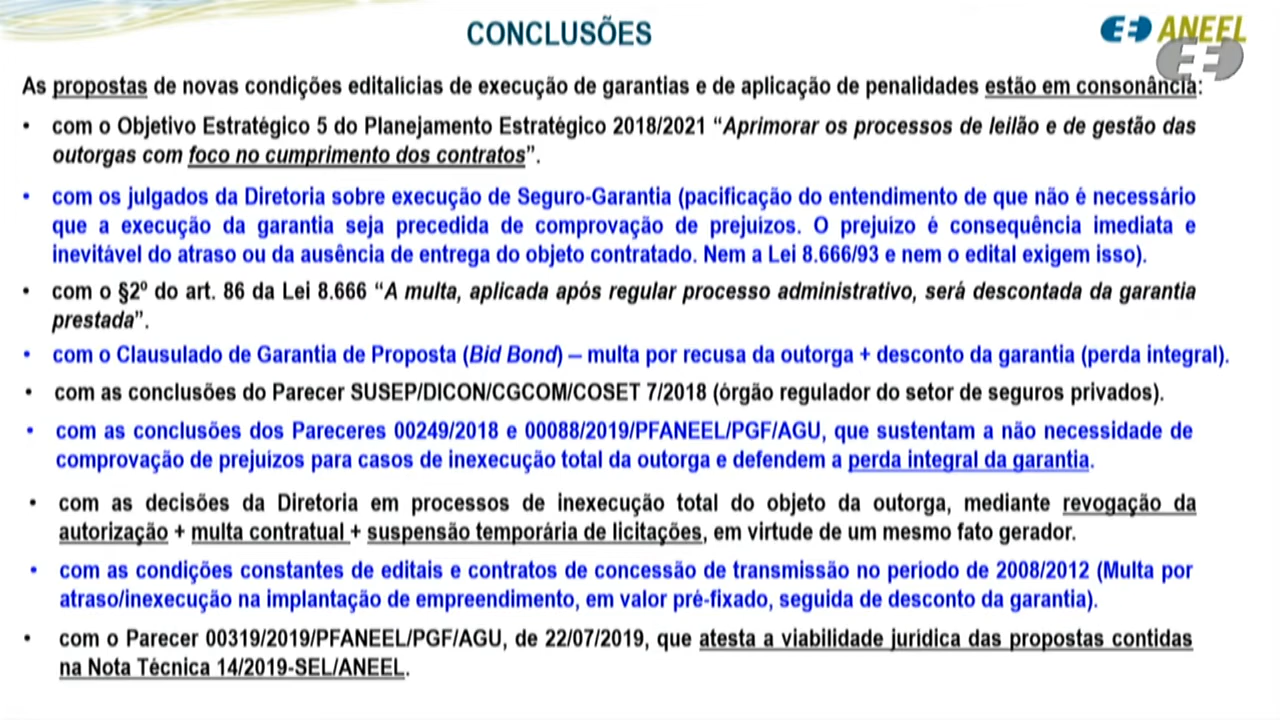 CONCLUSÕES
ANEEL
As propostas de novas condições editalícias de execução de garantias e de aplicação de penalidades estão em consonância:
• com o Objetivo Estratégico 5 do Planejamento Estratégico 2018/2021 “Aprimorar os processos de leilão e de gestão das
outorgas com foco no cumprimento dos contratos”.
• com os julgados da Diretoria sobre execução de Seguro-Garantia (pacificação do entendimento de que não é necessário
que a execução da garantia seja precedida de comprovação de prejuízos. O prejuízo é consequência imediata e
inevitável do atraso ou da ausência de entrega do objeto contratado. Nem a Lei 8.666/93 e nem o edital exigem isso).
• com o §2º do art. 86 da Lei 8.666 “A multa, aplicada após regular processo administrativo, será descontada da garantia
prestada”.
• com o Clausulado de Garantia de Proposta (Bid Bond) – multa por recusa da outorga + desconto da garantia (perda integral).
• com as conclusões do Parecer SUSEP/DICON/CGCOM/COSET 7/2018 (órgão regulador do setor de seguros privados).
• com as conclusões dos Pareceres 00249/2018 e 00088/2019/PFANEEL/PGF/AGU, que sustentam a não necessidade de
comprovação de prejuízos para casos de inexecução total da outorga e defendem a perda integral da garantia.
• com as decisões da Diretoria em processos de inexecução total do objeto da outorga, mediante revogação da
autorização + multa contratual + suspensão temporária de licitações, em virtude de um mesmo fato gerador.
• com as condições constantes de editais e contratos de concessão de transmissão no período de 2008/2012 (Multa por
atraso/inexecução na implantação de empreendimento, em valor pré-fixado, seguida de desconto da garantia).
• com o Parecer 00319/2019/PFANEEL/PGF/AGU, de 22/07/2019, que atesta a viabilidade jurídica das propostas contidas
na Nota Técnica 14/2019-SEL/ANEEL.